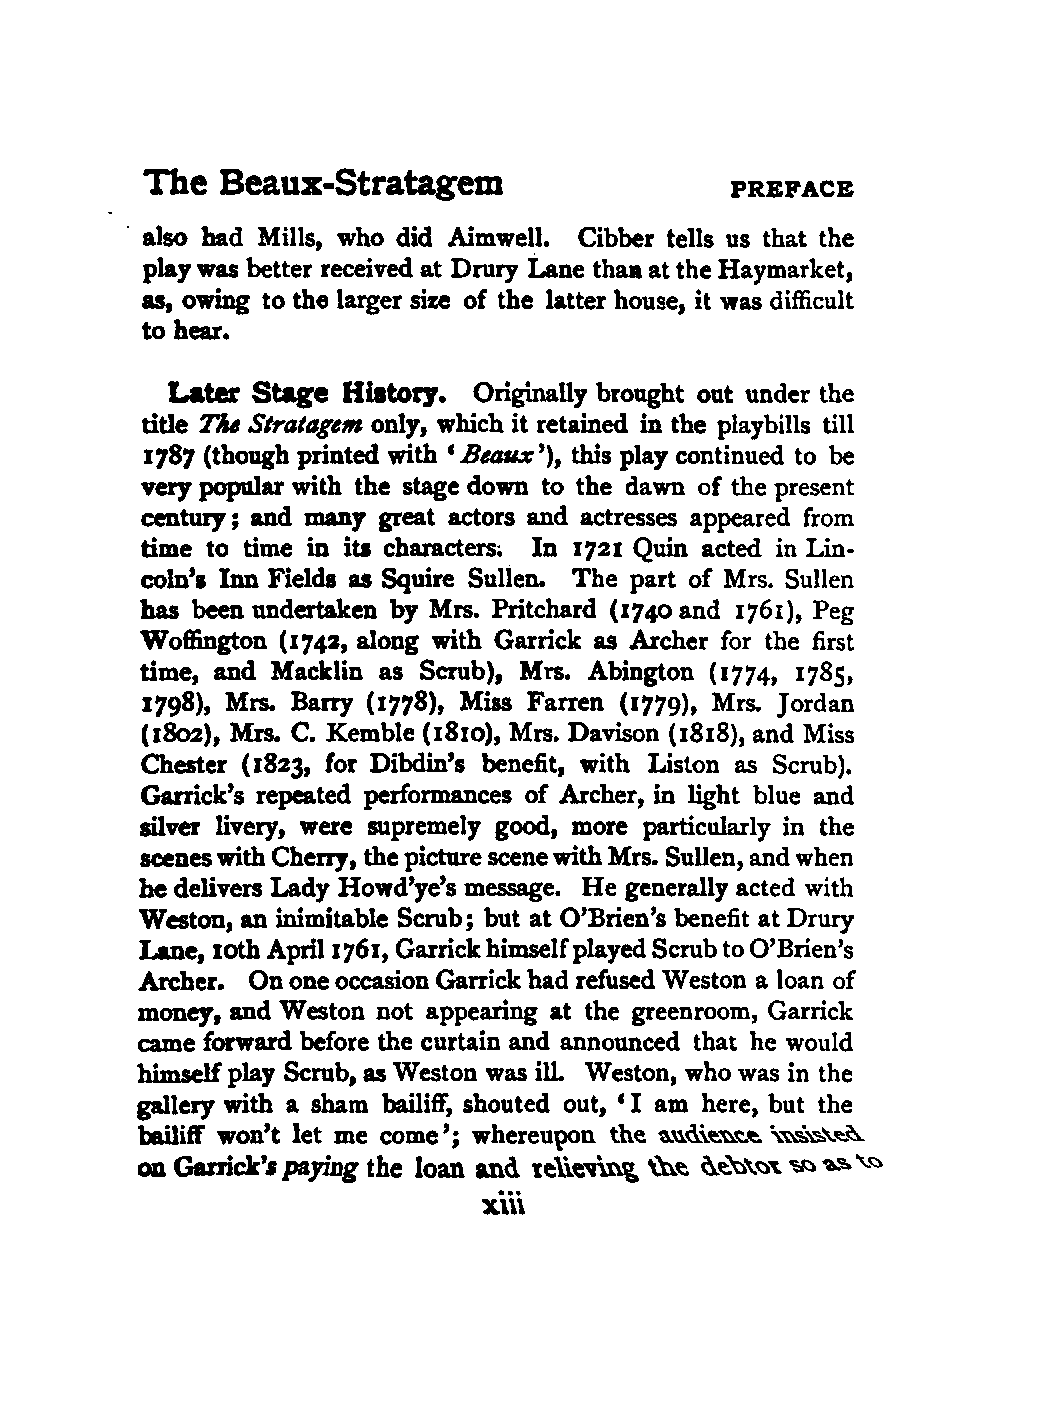 The Beaux-Stratagem PREFACE
also had Mills, who did Aimwell. Cibber tells us that the
play was better received at Drury Lane than at the Haymarket,
as, owing to the larger size of the latter house, it was difficult
to hear.
Later Stage History. Originally brought out under the
title The Stratagem only, which it retained in the playbills till
1787 (though printed with ‘Beaux’), this play continued to be
very popular with the stage down to the dawn of the present
century; and many great actors and actresses appeared from
time to time in its characters. In 1721 Quin acted in Lin-
coln’s Inn Fields as Squire Sullen. The part of Mrs. Sullen
has been undertaken by Mrs. Pritchard (1740 and 1761), Peg
Woffington (1742, along with Garrick as Archer for the first
time, and Macklin as Scrub), Mrs. Abington (1774, 1785,
1798), Mrs. Barry (1778), Miss Farren (1779), Mrs. Jordan
(1802), Mrs. C. Kemble (1810), Mrs. Davison (1818), and Miss
Chester (1823, for Dibdin’s benefit, with Liston as Scrub).
Garrick’s repeated performances of Archer, in light blue and
silver livery, were supremely good, more particularly in the
scenes with Cherry, the picture scene with Mrs. Sullen, and when
he delivers Lady Howd’ye’s message. He generally acted with
Weston, an inimitable Scrub; but at O’Brien’s benefit at Drury
Lane, 10th April 1761, Garrick himself played Scrub to O’Brien’s
Archer. On one occasion Garrick had refused Weston a loan of
money, and Weston not appearing at the greenroom, Garrick
came forward before the curtain and announced that he would
himself play Scrub, as Weston was ill. Weston, who was in the
gallery with a sham bailiff, shouted out, ‘I am here, but the
bailiff won’t let me come’; whereupon the audience insisted
on Garrick’s paying the loan and relieving the debtor so as to
xiii